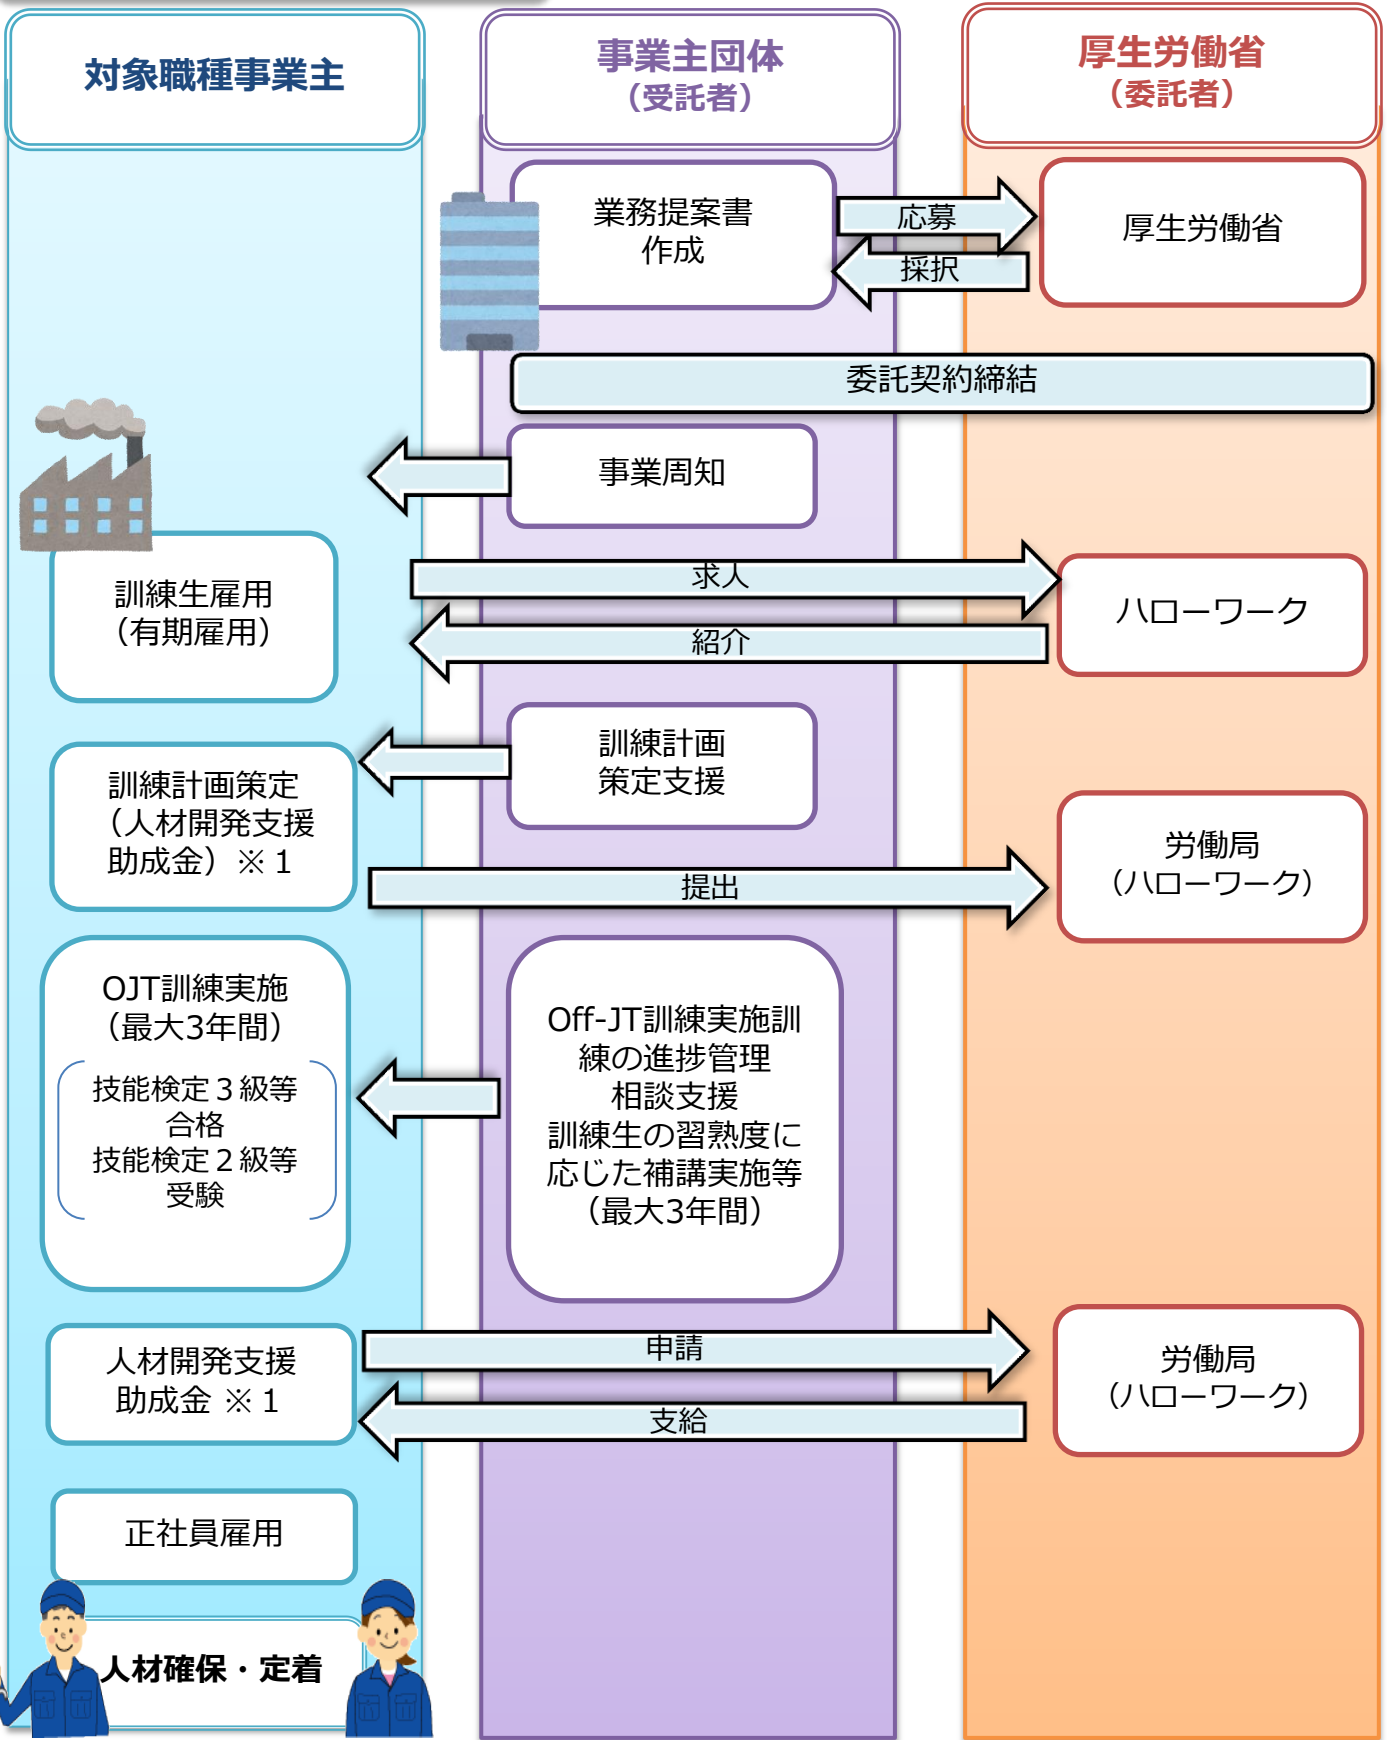 対象職種事業主
事業主団体
（受託者）
厚生労働省
（委託者）
業務提案書
作成
応募
採択
厚生労働省
委託契約締結
事業周知
訓練生雇用
（有期雇用）
求人
紹介
ハローワーク
訓練計画
策定支援
訓練計画策定
（人材開発支援
助成金）※１
提出
労働局
（ハローワーク）
OJT訓練実施
（最大3年間）
技能検定３級等
合格
技能検定２級等
受験
Off-JT訓練実施訓
練の進捗管理
相談支援
訓練生の習熟度に
応じた補講実施等
（最大3年間）
人材開発支援
助成金 ※１
申請
支給
労働局
（ハローワーク）
正社員雇用
人材確保・定着